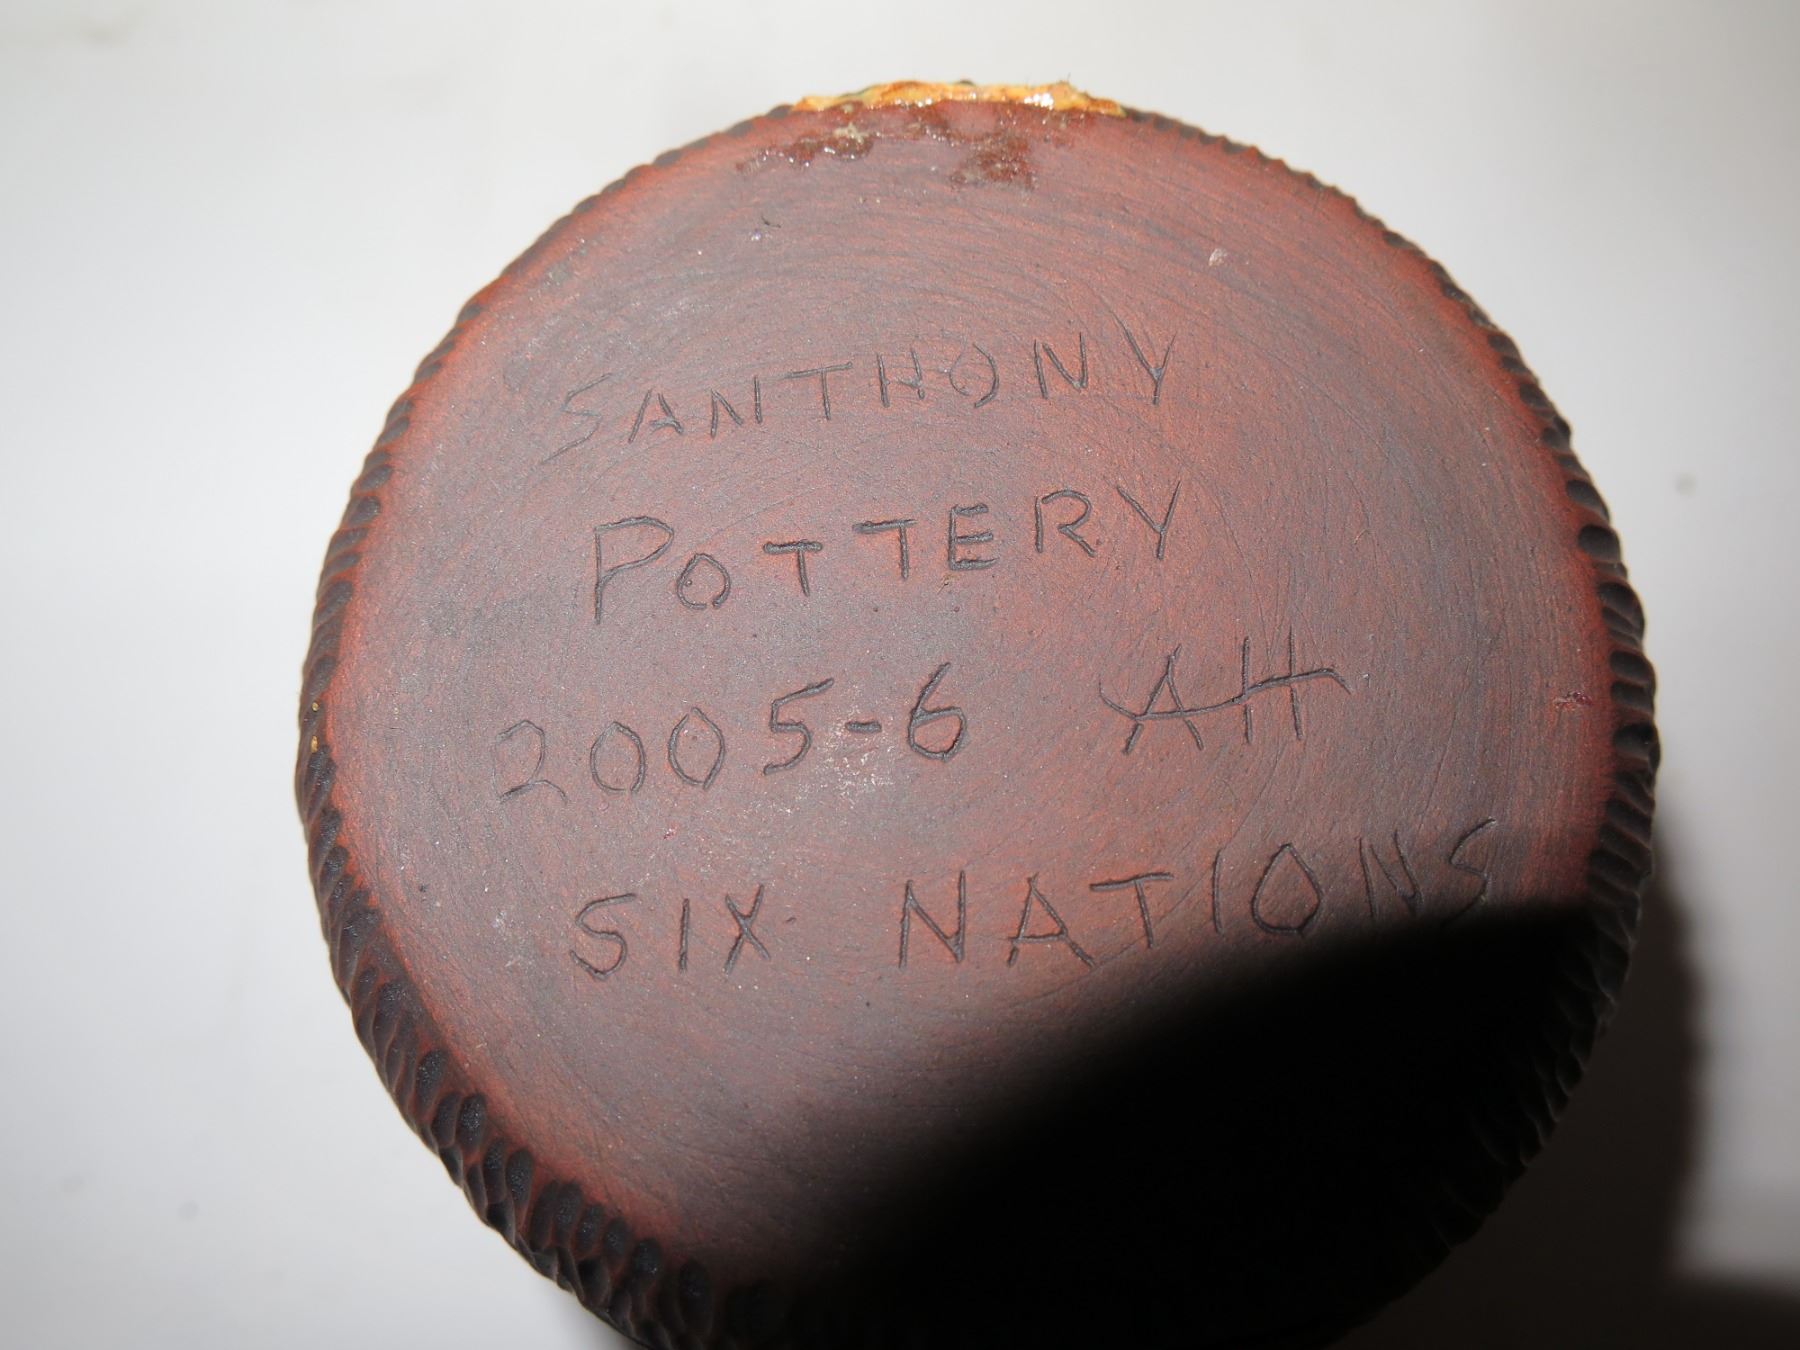 SANTHONY
POTTERY
2005-6 AH
SIX NATIONS